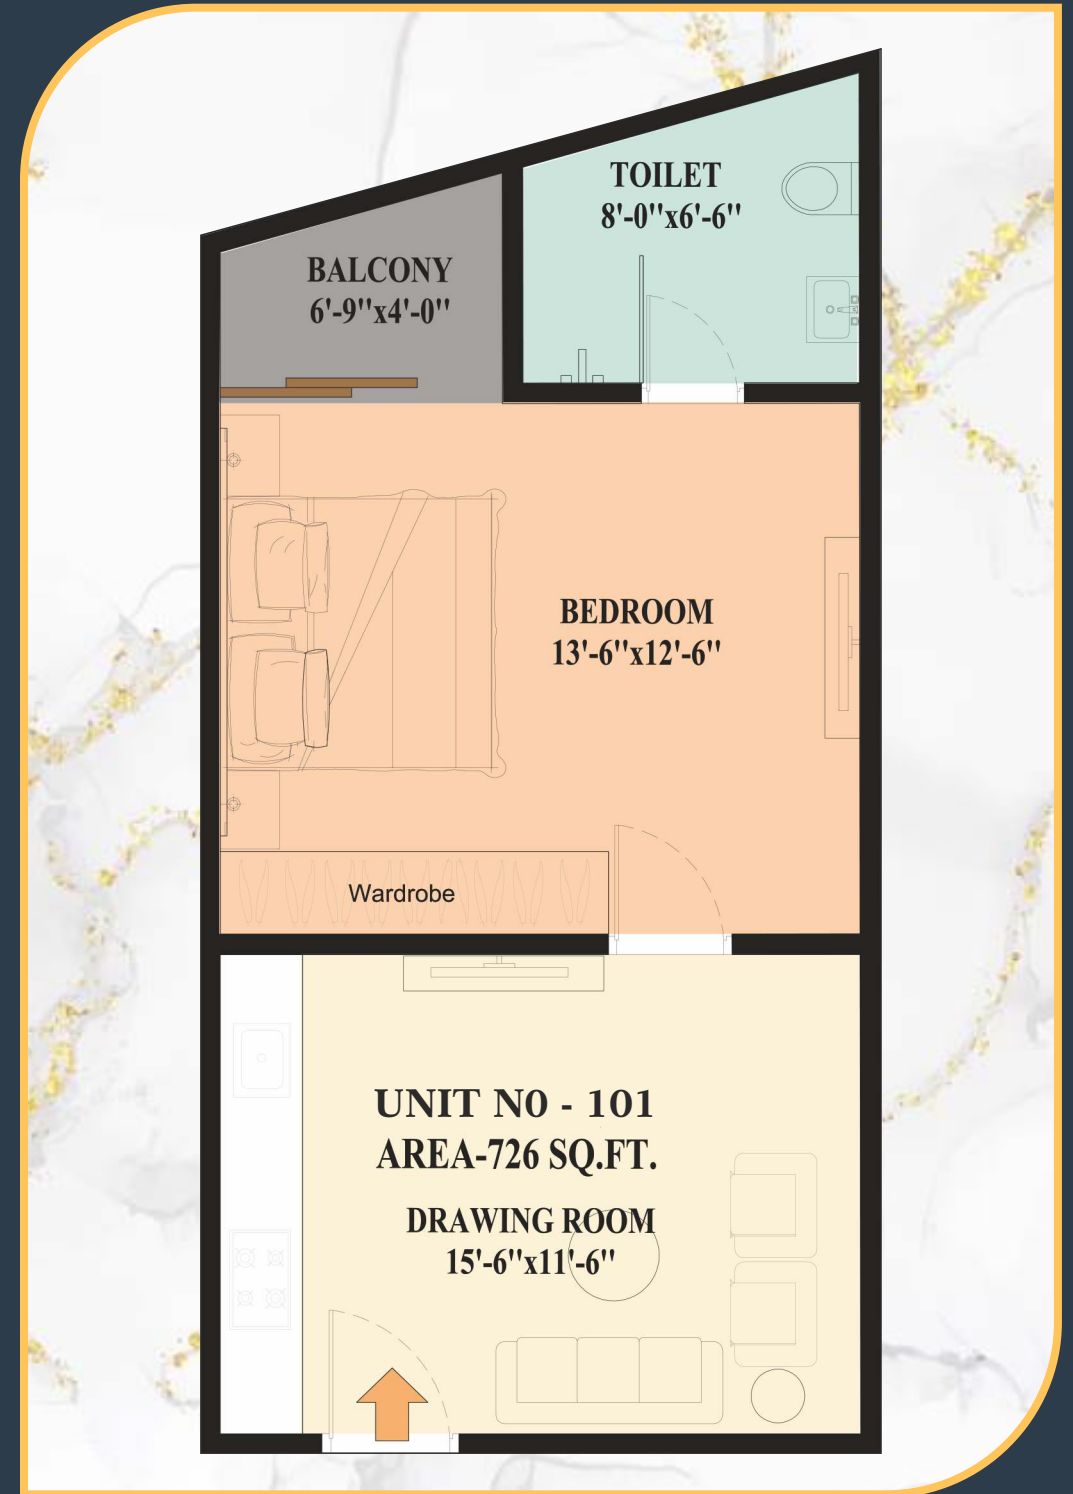 TOILET
8'-0"x6'-6"
BALCONY
6'-9"x4'-0"
BEDROOM
13'-6"x12'-6"
Wardrobe
UNIT N0 - 101
AREA-726 SQ.FT.
DRAWING ROOM
15'-6"x11'-6"